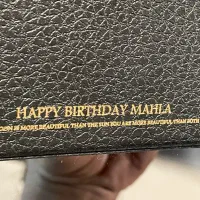 HAPPY BIRTHDAY MAHLA
IS MORE BEAUTIFUL THAN THE SUN YOU ARE MORE BEAUTIFUL THAN BOTH